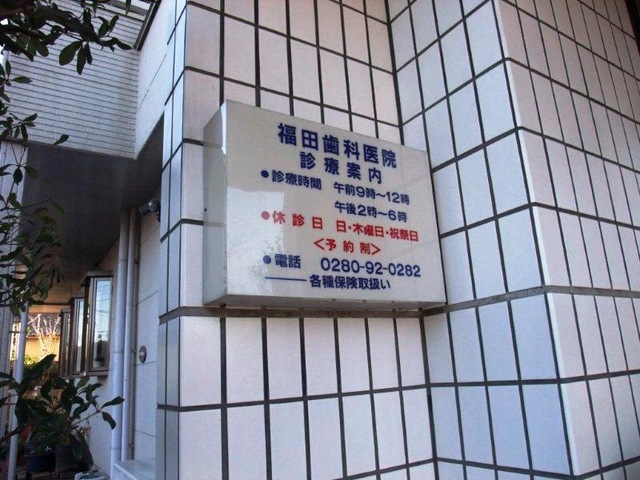 福田歯科医院
診療案内
●診療時間 午前9時～12時
午後2時～6時
●休診日 日・木曜日・祝祭日
＜予約制＞
●電話 0280-92-0282
――各種保険取扱い